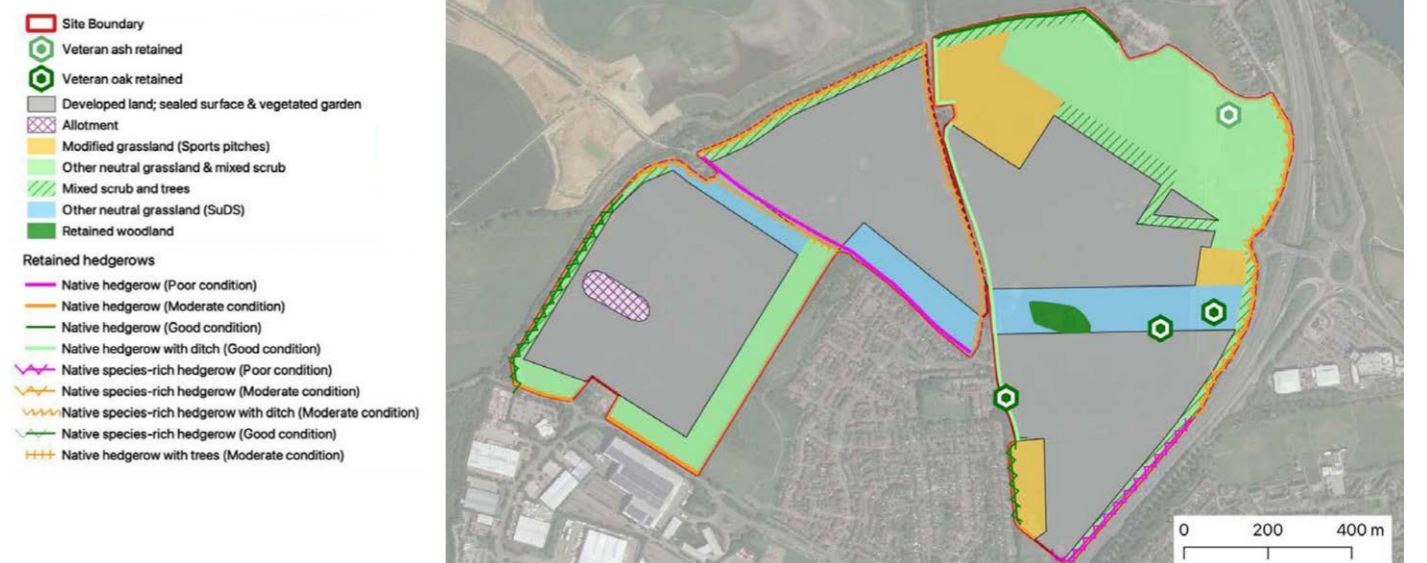 Site Boundary
Veteran ash retained
Veteran oak retained
Developed land; sealed surface & vegetated garden
Allotment
Modified grassland (Sports pitches)
Other neutral grassland & mixed scrub
Mixed scrub and trees
Other neutral grassland (SuDS)
Retained woodland
Retained hedgerows
Native hedgerow (Poor condition)
Native hedgerow (Moderate condition)
Native hedgerow (Good condition)
Native hedgerow with ditch (Good condition)
Native species-rich hedgerow (Poor condition)
Native species-rich hedgerow (Moderate condition)
Native species-rich hedgerow with ditch (Moderate condition)
Native species-rich hedgerow (Good condition)
Native hedgerow with trees (Moderate condition)
0 200 400 m